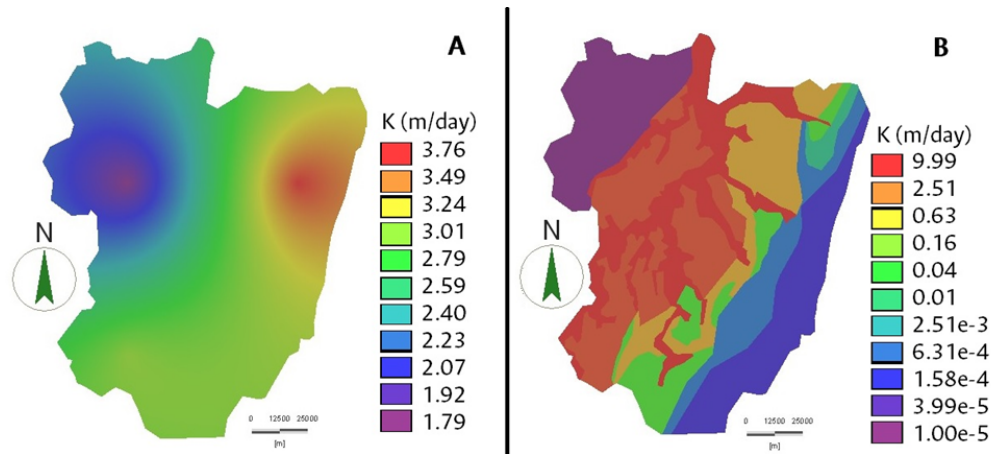 A
K (m/day)
3.76
3.49
3.24
3.01
2.79
2.59
2.40
2.23
2.07
1.92
1.79
N
0 12500 25000
[m]
B
K (m/day)
9.99
2.51
0.63
0.16
0.04
0.01
2.51e-3
6.31e-4
1.58e-4
3.99e-5
1.00e-5
N
0 12500 25000
[m]